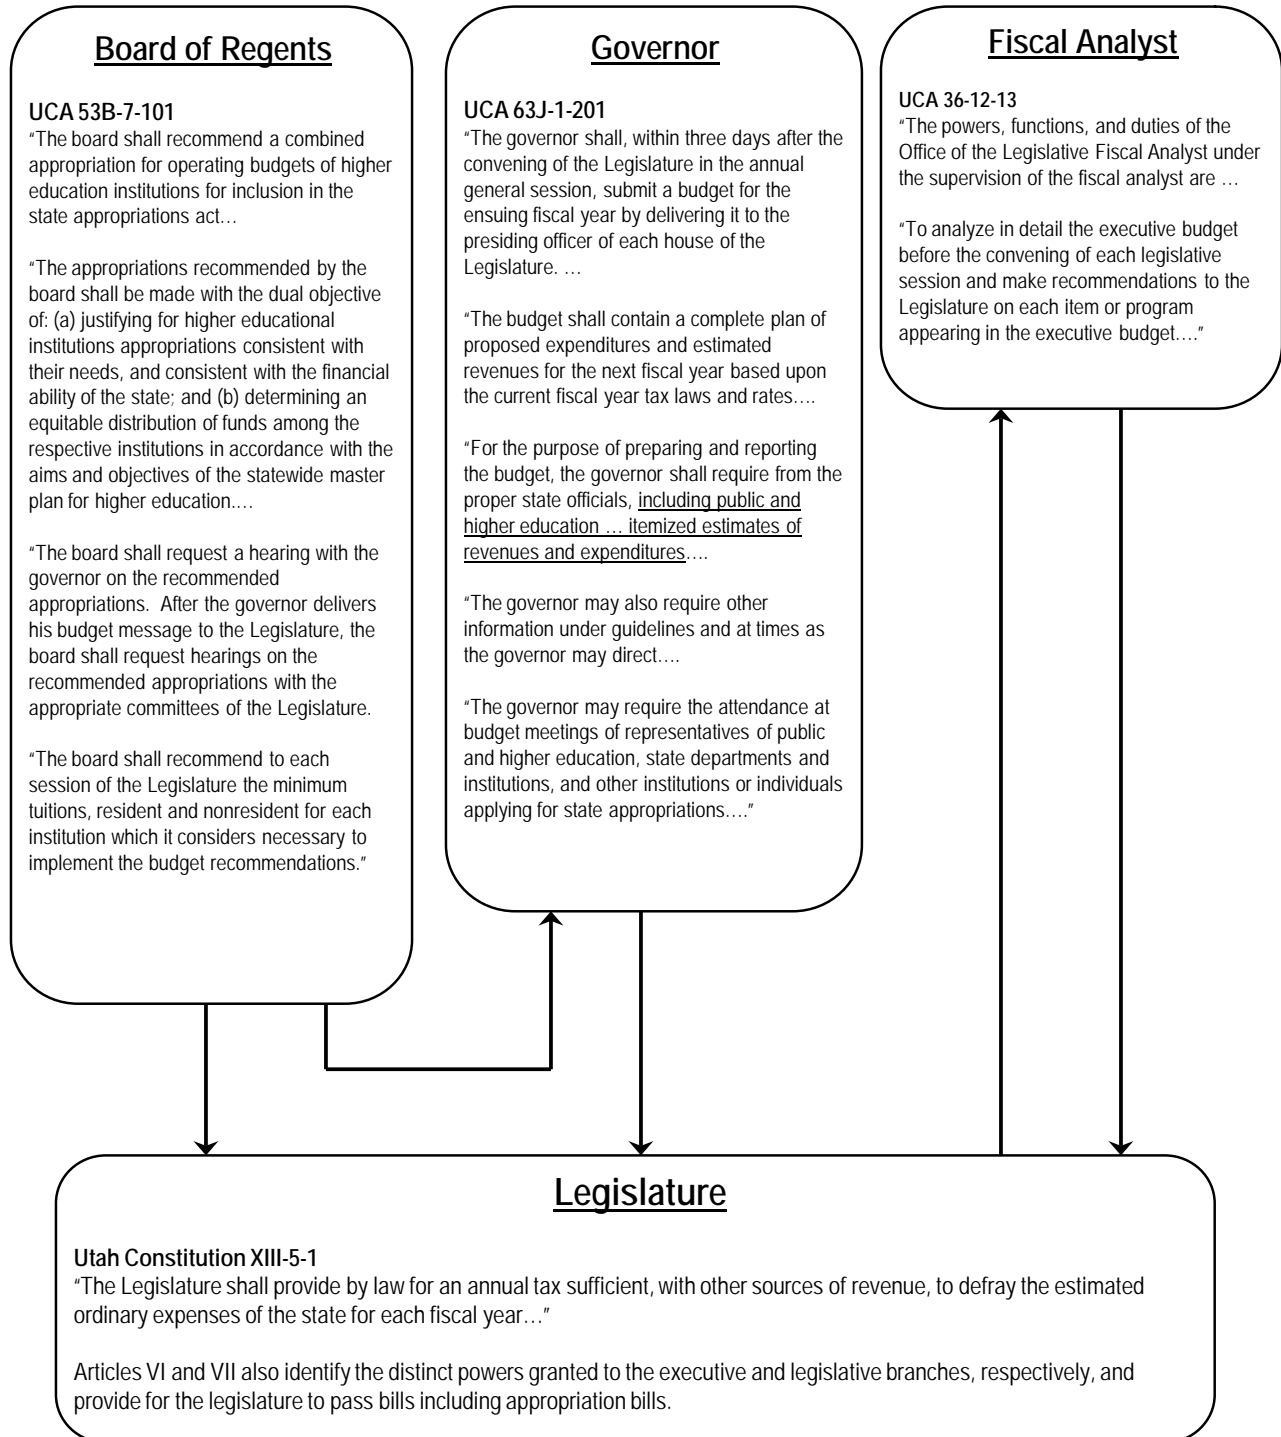 Board of Regents
UCA 53B-7-101
“The board shall recommend a combined
appropriation for operating budgets of higher
education institutions for inclusion in the
state appropriations act…
“The appropriations recommended by the
board shall be made with the dual objective
of: (a) justifying for higher educational
institutions appropriations consistent with
their needs, and consistent with the financial
ability of the state; and (b) determining an
equitable distribution of funds among the
respective institutions in accordance with the
aims and objectives of the statewide master
plan for higher education.…
“The board shall request a hearing with the
governor on the recommended
appropriations.  After the governor delivers
his budget message to the Legislature, the
board shall request hearings on the
recommended appropriations with the
appropriate committees of the Legislature.
“The board shall recommend to each
session of the Legislature the minimum
tuitions, resident and nonresident for each
institution which it considers necessary to
implement the budget recommendations.”
Governor
UCA 63J-1-201
“The governor shall, within three days after the
convening of the Legislature in the annual
general session, submit a budget for the
ensuing fiscal year by delivering it to the
presiding officer of each house of the
Legislature. …
“The budget shall contain a complete plan of
proposed expenditures and estimated
revenues for the next fiscal year based upon
the current fiscal year tax laws and rates….
“For the purpose of preparing and reporting
the budget, the governor shall require from the
proper state officials, including public and
higher education … itemized estimates of
revenues and expenditures….
“The governor may also require other
information under guidelines and at times as
the governor may direct….
“The governor may require the attendance at
budget meetings of representatives of public
and higher education, state departments and
institutions, and other institutions or individuals
applying for state appropriations….”
Fiscal Analyst
UCA 36-12-13
“The powers, functions, and duties of the
Office of the Legislative Fiscal Analyst under
the supervision of the fiscal analyst are …
“To analyze in detail the executive budget
before the convening of each legislative
session and make recommendations to the
Legislature on each item or program
appearing in the executive budget….”
Legislature
Utah Constitution XIII-5-1
“The Legislature shall provide by law for an annual tax sufficient, with other sources of revenue, to defray the estimated
ordinary expenses of the state for each fiscal year…”
Articles VI and VII also identify the distinct powers granted to the executive and legislative branches, respectively, and
provide for the legislature to pass bills including appropriation bills.